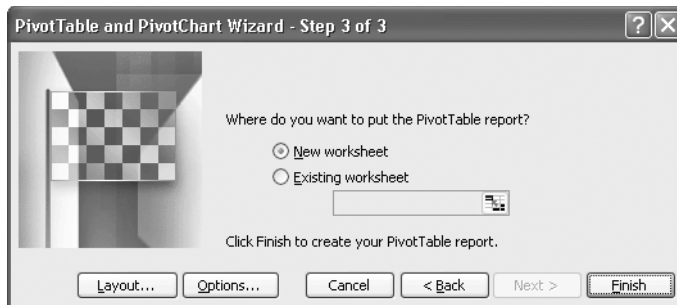 PivotTable and PivotChart Wizard - Step 3 of 3
Where do you want to put the PivotTable report?
New worksheet
Existing worksheet
Click Finish to create your PivotTable report.
Layout... Options... Cancel < Back Next > Finish